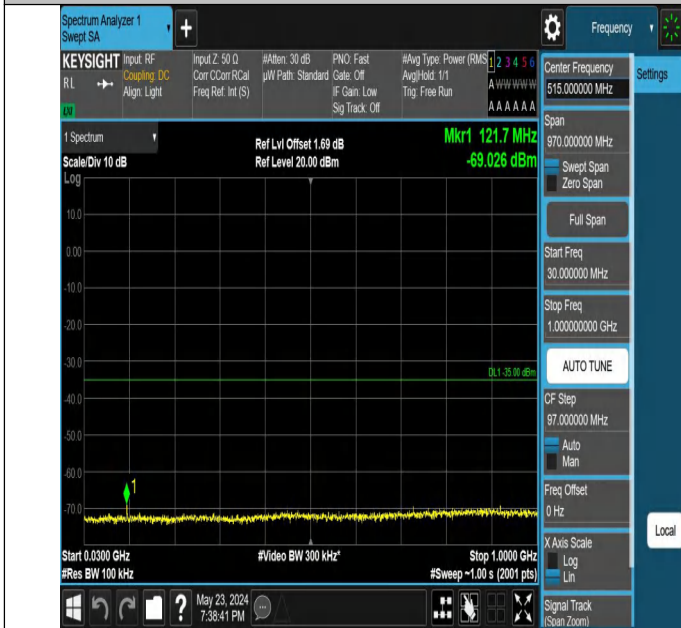 Spectrum Analyzer 1
Swept SA
Frequency
KEYSIGHT
RL
Input: RF
Coupling: DC
Align: Light
Input Z: 50 Ω
Corr CCorr RCal
Freq Ref: Int (S)
#Atten: 30 dB
µW Path: Standard
PNO: Fast
Gate: Off
IF Gain: Low
Sig Track: Off
#Avg Type: Power (RMS
Avg|Hold: 1/1
Trig: Free Run
1 2 3 4 5 6
A W W W W W
A A A A A A
1 Spectrum
Scale/Div 10 dB
Ref Lvl Offset 1.69 dB
Ref Level 20.00 dBm
Mkr1 121.7 MHz
-69.026 dBm
Log
10.0
0.00
-10.0
-20.0
-30.0
DL1 -35.00 dBm
-40.0
-50.0
-60.0
1
-70.0
Start 0.0300 GHz
#Res BW 100 kHz
#Video BW 300 kHz*
Stop 1.0000 GHz
#Sweep ~1.00 s (2001 pts)
May 23, 2024
7:38:41 PM
Center Frequency
515.000000 MHz
Span
970.000000 MHz
Swept Span
Zero Span
Full Span
Start Freq
30.000000 MHz
Stop Freq
1.000000000 GHz
AUTO TUNE
CF Step
97.000000 MHz
Auto
Man
Freq Offset
0 Hz
X Axis Scale
Log
Lin
Signal Track
(Span Zoom)
Settings
Local